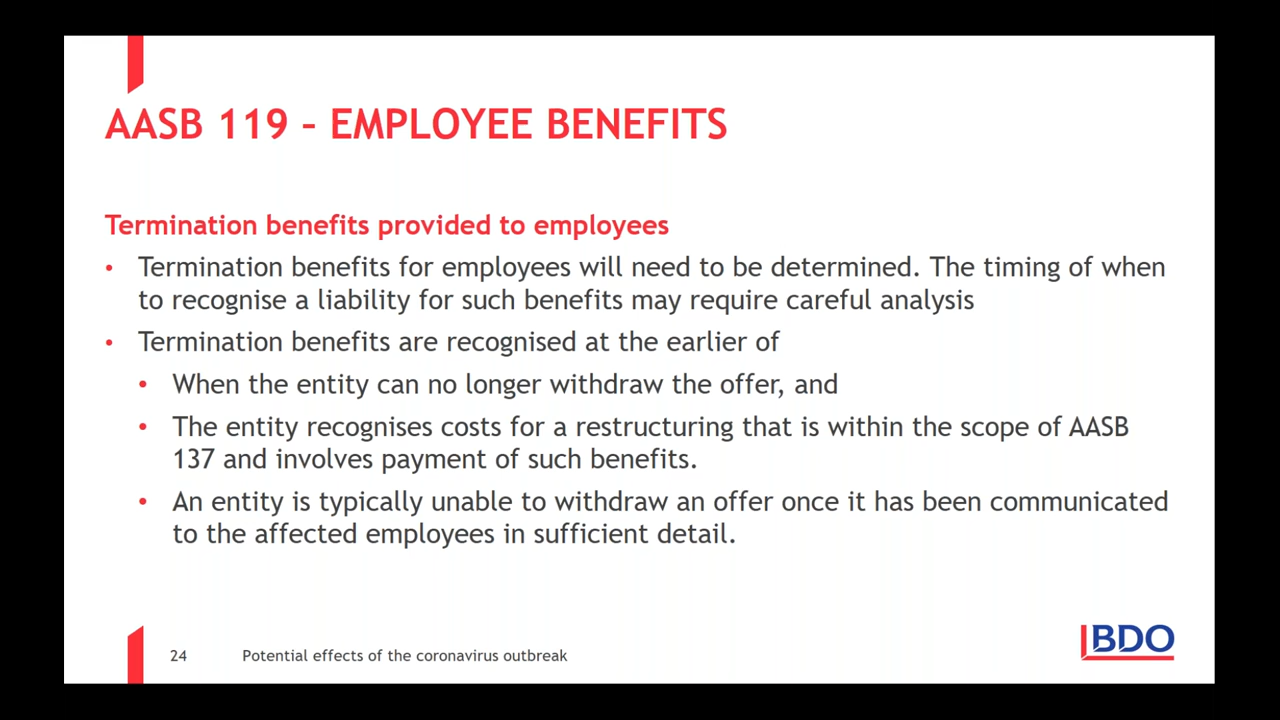 AASB 119 – EMPLOYEE BENEFITS
Termination benefits provided to employees
• Termination benefits for employees will need to be determined. The timing of when
to recognise a liability for such benefits may require careful analysis
• Termination benefits are recognised at the earlier of
• When the entity can no longer withdraw the offer, and
• The entity recognises costs for a restructuring that is within the scope of AASB
137 and involves payment of such benefits.
• An entity is typically unable to withdraw an offer once it has been communicated
to the affected employees in sufficient detail.
24 Potential effects of the coronavirus outbreak
BDO